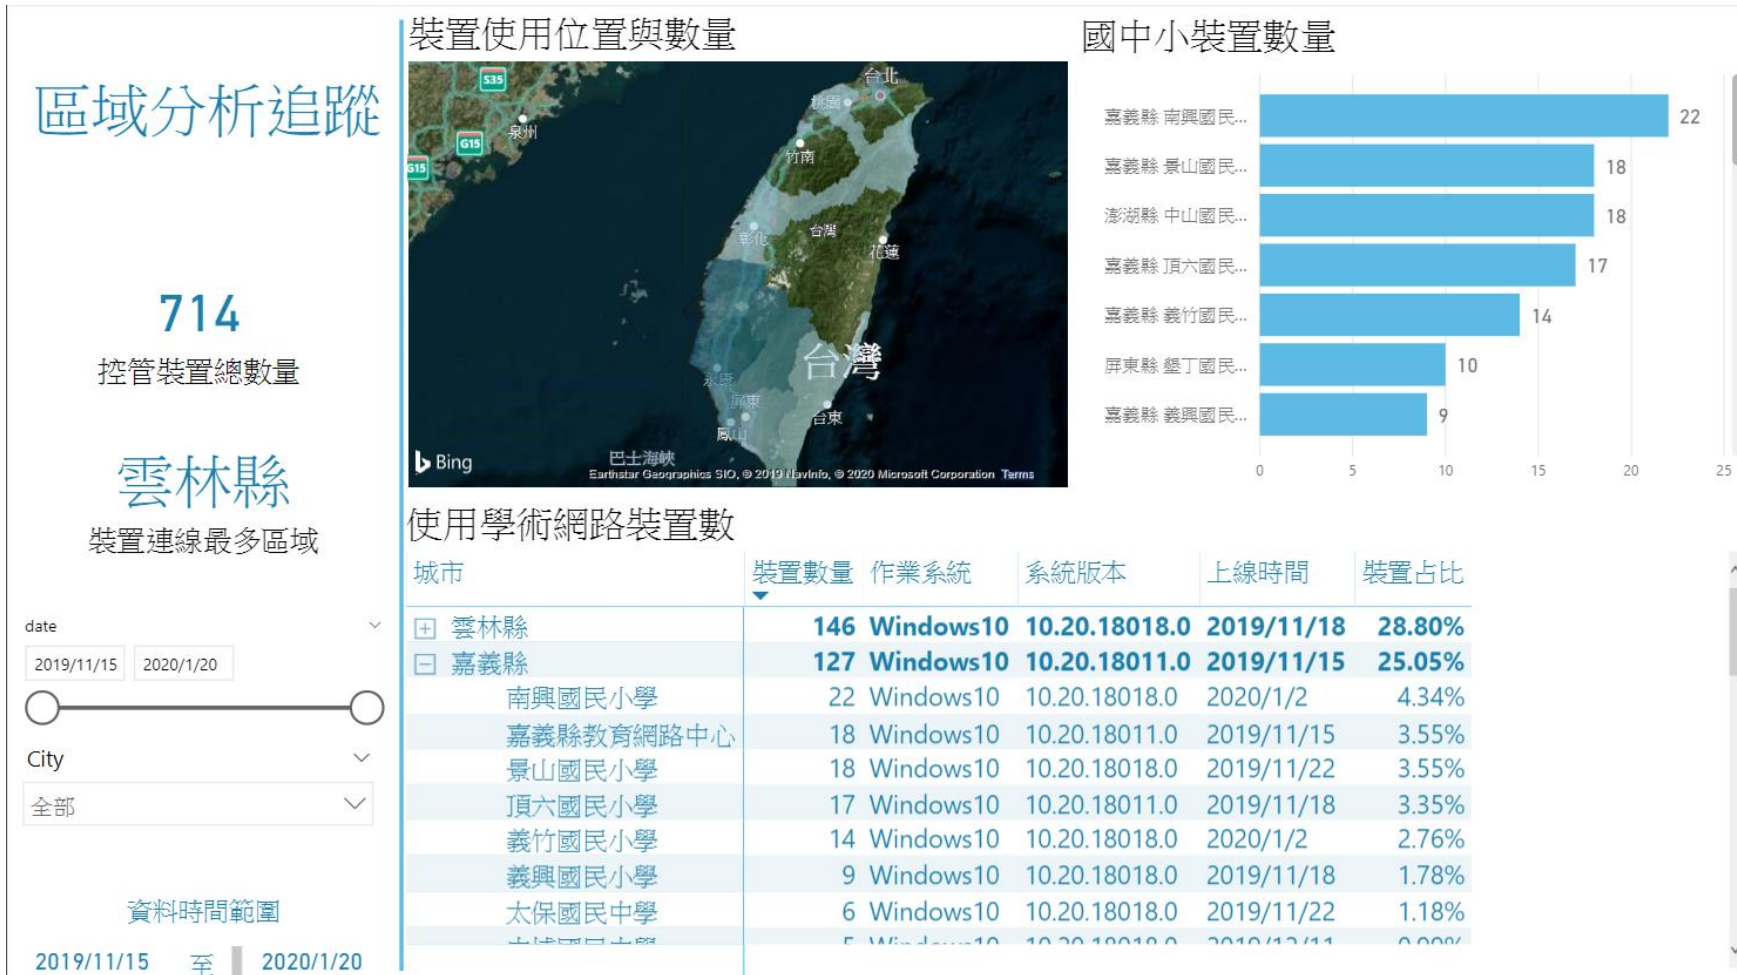 區域分析追蹤
714
控管裝置總數量
雲林縣
裝置連線最多區域
date
2019/11/15 2020/1/20
City
全部
資料時間範圍
2019/11/15 至 2020/1/20
裝置使用位置與數量
S35
泉州
G15
G15
台北
桃園
竹南
彰化
台灣
花蓮
台灣
永康
屏東
鳳山
台東
Bing
巴士海峽
Earthstar Geographics SIO, © 2019 NavInfo, © 2020 Microsoft Corporation Terms
國中小裝置數量
嘉義縣 南興國民... 22
嘉義縣 景山國民... 18
澎湖縣 中山國民... 18
嘉義縣 頂六國民... 17
嘉義縣 義竹國民... 14
屏東縣 墾丁國民... 10
嘉義縣 義興國民... 9
0 5 10 15 20 25
使用學術網路裝置數
城市 裝置數量 作業系統 系統版本 上線時間 裝置占比
雲林縣 146 Windows10 10.20.18018.0 2019/11/18 28.80%
嘉義縣 127 Windows10 10.20.18011.0 2019/11/15 25.05%
南興國民小學 22 Windows10 10.20.18018.0 2020/1/2 4.34%
嘉義縣教育網路中心 18 Windows10 10.20.18011.0 2019/11/15 3.55%
景山國民小學 18 Windows10 10.20.18018.0 2019/11/22 3.55%
頂六國民小學 17 Windows10 10.20.18011.0 2019/11/18 3.35%
義竹國民小學 14 Windows10 10.20.18018.0 2020/1/2 2.76%
義興國民小學 9 Windows10 10.20.18018.0 2019/11/18 1.78%
太保國民中學 6 Windows10 10.20.18018.0 2019/11/22 1.18%